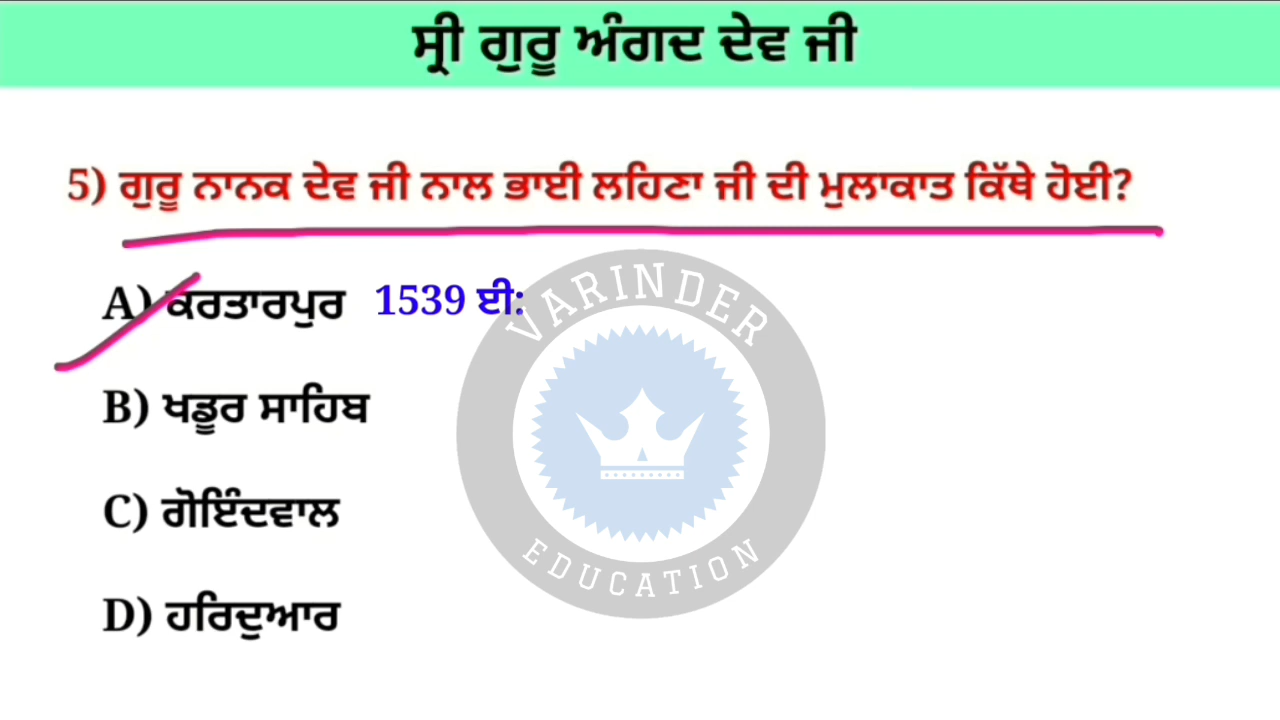 ਸ੍ਰੀ ਗੁਰੂ ਅੰਗਦ ਦੇਵ ਜੀ
5) ਗੁਰੂ ਨਾਨਕ ਦੇਵ ਜੀ ਨਾਲ ਭਾਈ ਲਹਿਣਾ ਜੀ ਦੀ ਮੁਲਾਕਾਤ ਕਿੱਥੇ ਹੋਈ?
A) ਕਰਤਾਰਪੁਰ 1539 ਈ:
B) ਖਡੂਰ ਸਾਹਿਬ
C) ਗੋਇੰਦਵਾਲ
D) ਹਰਿਦੁਆਰ
VARINDER
EDUCATION